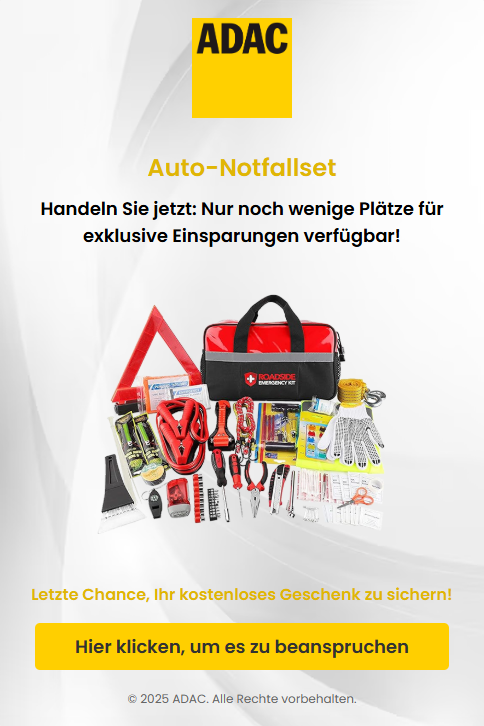 ADAC
Auto-Notfallset
Handeln Sie jetzt: Nur noch wenige Plätze für
exklusive Einsparungen verfügbar!
ROADSIDE
EMERGENCY KIT
Letzte Chance, Ihr kostenloses Geschenk zu sichern!
Hier klicken, um es zu beanspruchen
© 2025 ADAC. Alle Rechte vorbehalten.